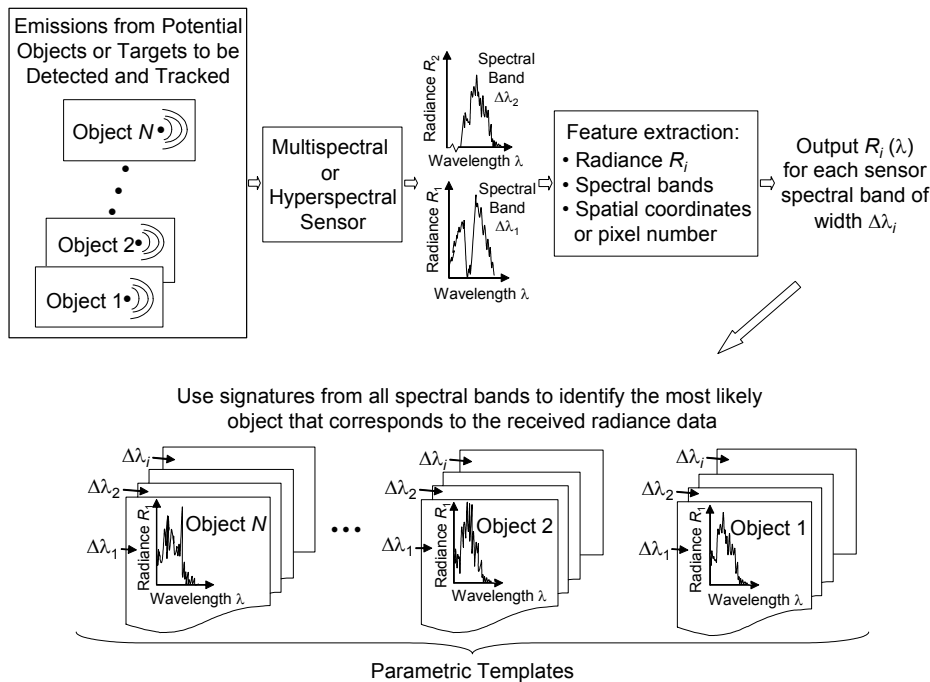 Emissions from Potential
Objects or Targets to be
Detected and Tracked
Object N
Object 2
Object 1
Multispectral
or
Hyperspectral
Sensor
Radiance R2
Spectral
Band
Δλ2
Wavelength λ
Radiance R1
Spectral
Band
Δλ1
Wavelength λ
Feature extraction:
• Radiance Ri
• Spectral bands
• Spatial coordinates
or pixel number
Output Ri (λ)
for each sensor
spectral band of
width Δλi
Use signatures from all spectral bands to identify the most likely
object that corresponds to the received radiance data
Δλi
Δλ2
Δλ1
Radiance R1
Object N
Wavelength λ
Δλi
Δλ2
Δλ1
Radiance R1
Object 2
Wavelength λ
Δλi
Δλ2
Δλ1
Radiance R1
Object 1
Wavelength λ
Parametric Templates